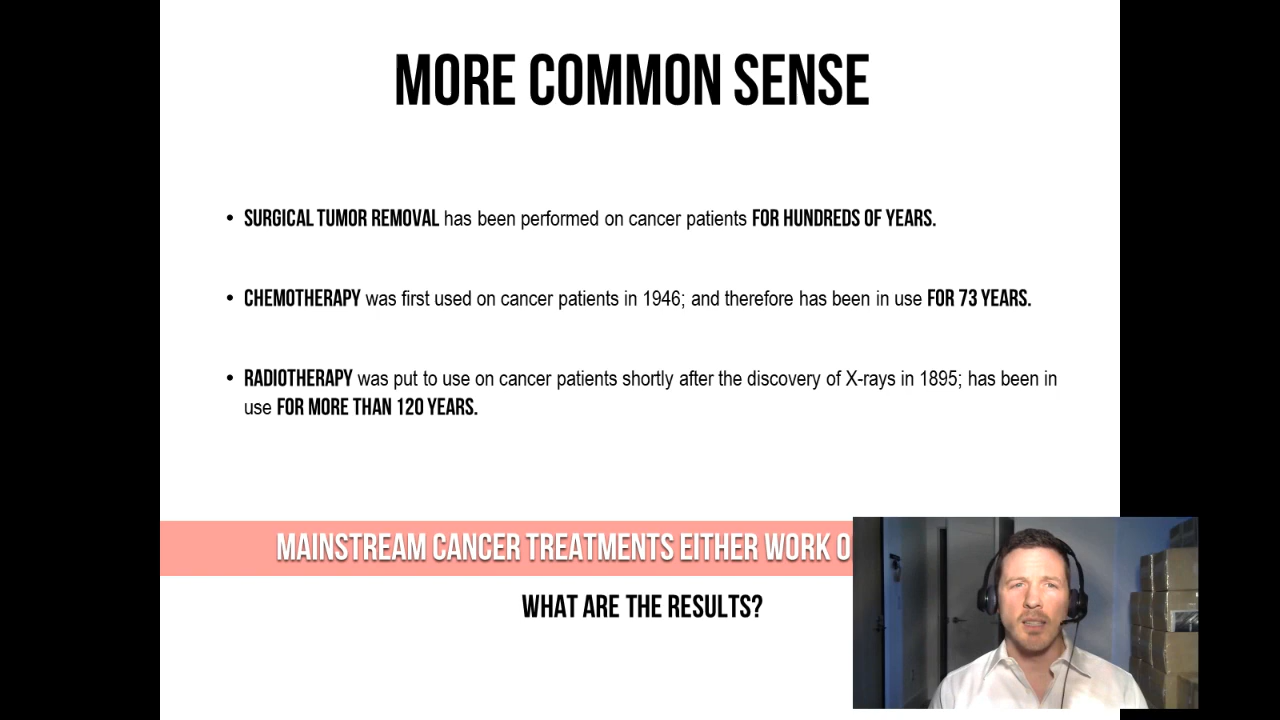 MORE COMMON SENSE
• SURGICAL TUMOR REMOVAL has been performed on cancer patients FOR HUNDREDS OF YEARS.
• CHEMOTHERAPY was first used on cancer patients in 1946; and therefore has been in use FOR 73 YEARS.
• RADIOTHERAPY was put to use on cancer patients shortly after the discovery of X-rays in 1895; has been in
use FOR MORE THAN 120 YEARS.
MAINSTREAM CANCER TREATMENTS EITHER WORK O
WHAT ARE THE RESULTS?